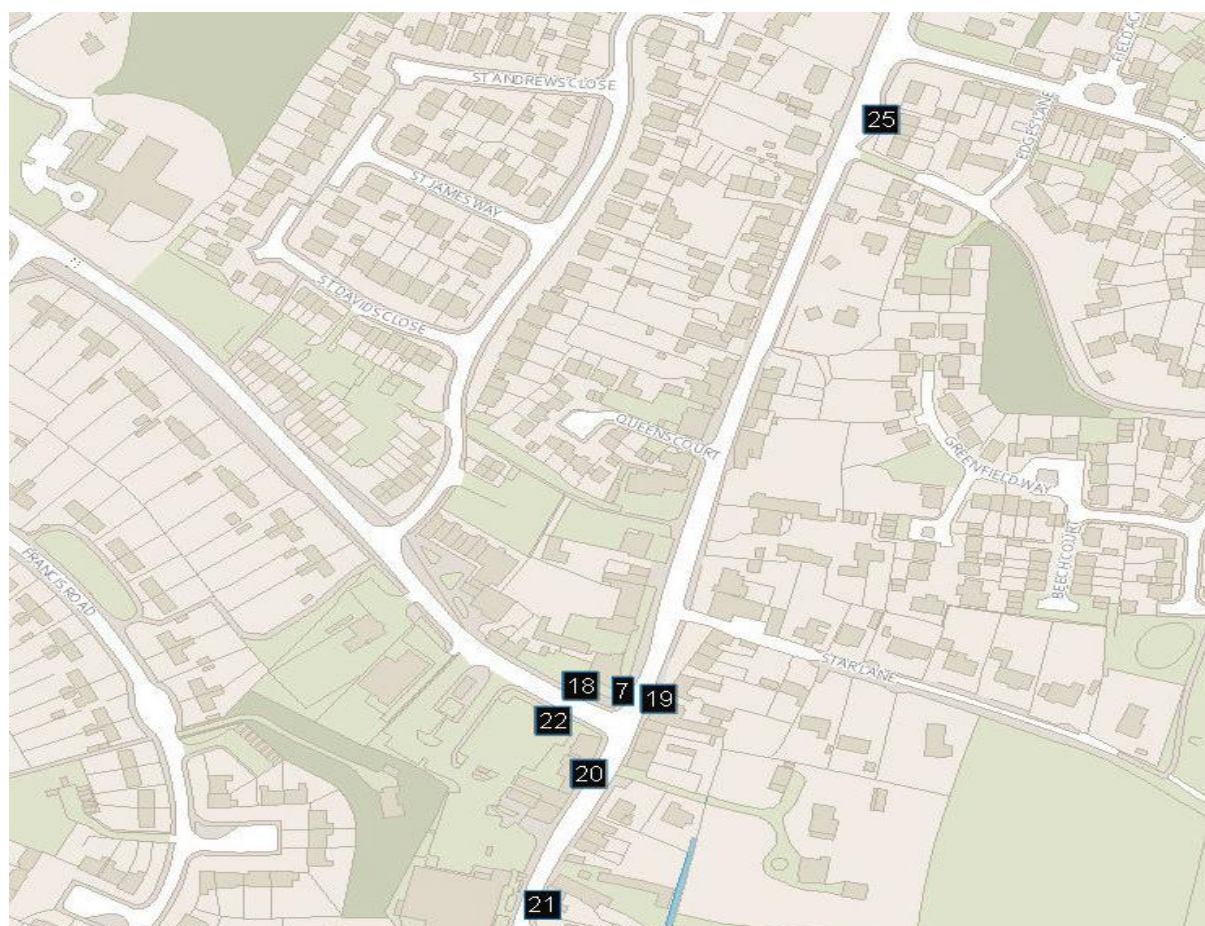 ST ANDREWS CLOSE
25
EDGES LANE
ST JAMES WAY
ST DAVIDS CLOSE
QUEENS COURT
GREENFIELD WAY
BEECH COURT
FRANCIS ROAD
STAR LANE
18
7
19
22
20
21